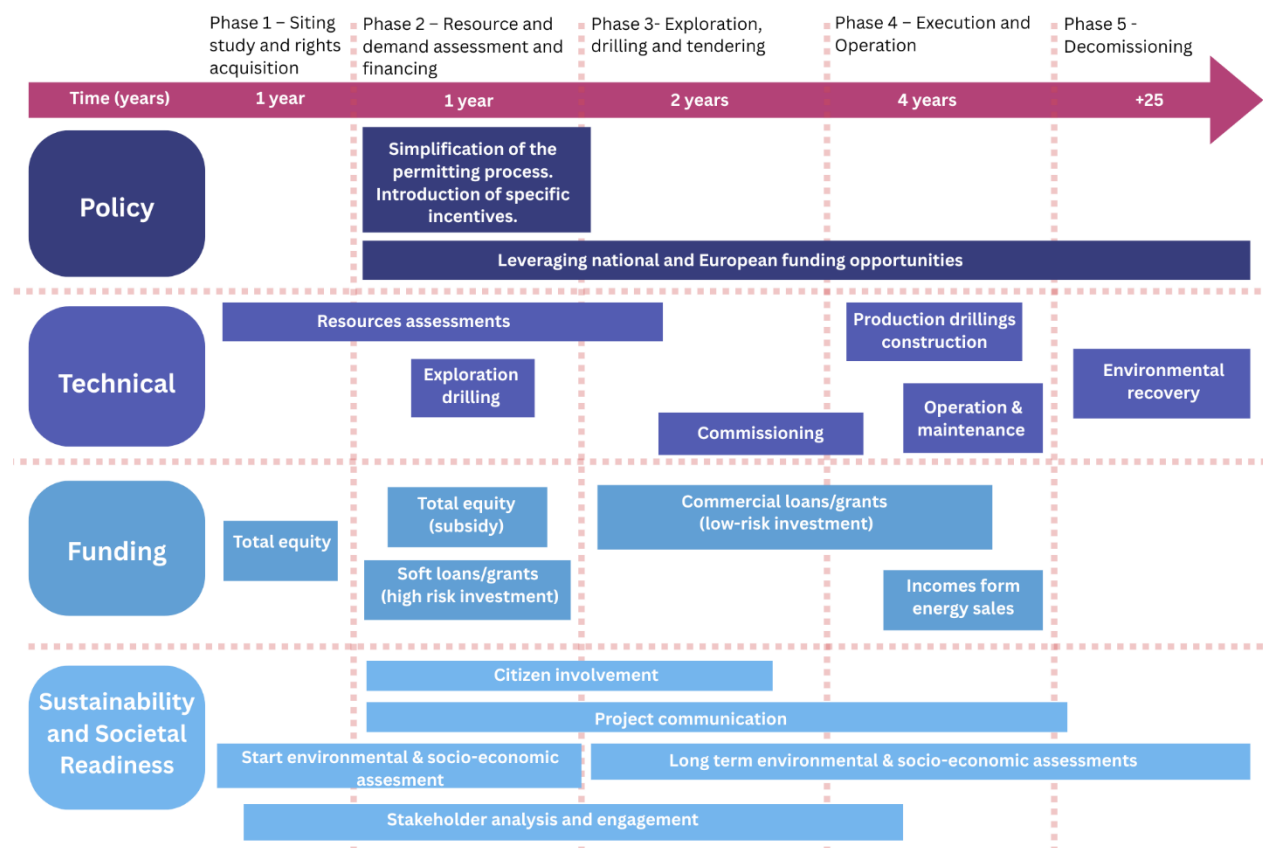 Phase 1 – Siting
study and rights
acquisition
Phase 2 – Resource and
demand assessment and
financing
Phase 3- Exploration,
drilling and tendering
Phase 4 – Execution and
Operation
Phase 5 -
Decomissioning
Time (years)
1 year
1 year
2 years
4 years
+25
Policy
Simplification of the
permitting process.
Introduction of specific
incentives.
Leveraging national and European funding opportunities
Technical
Resources assessments
Exploration
drilling
Commissioning
Production drillings
construction
Operation &
maintenance
Environmental
recovery
Funding
Total equity
Total equity
(subsidy)
Soft loans/grants
(high risk investment)
Commercial loans/grants
(low-risk investment)
Incomes form
energy sales
Sustainability
and Societal
Readiness
Citizen involvement
Project communication
Start environmental & socio-economic
assesment
Long term environmental & socio-economic assessments
Stakeholder analysis and engagement